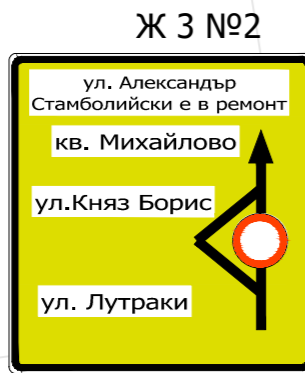 Ж 3 №2
ул. Александър
Стамболийски е в ремонт
кв. Михайлово
ул.Княз Борис
ул. Лутраки